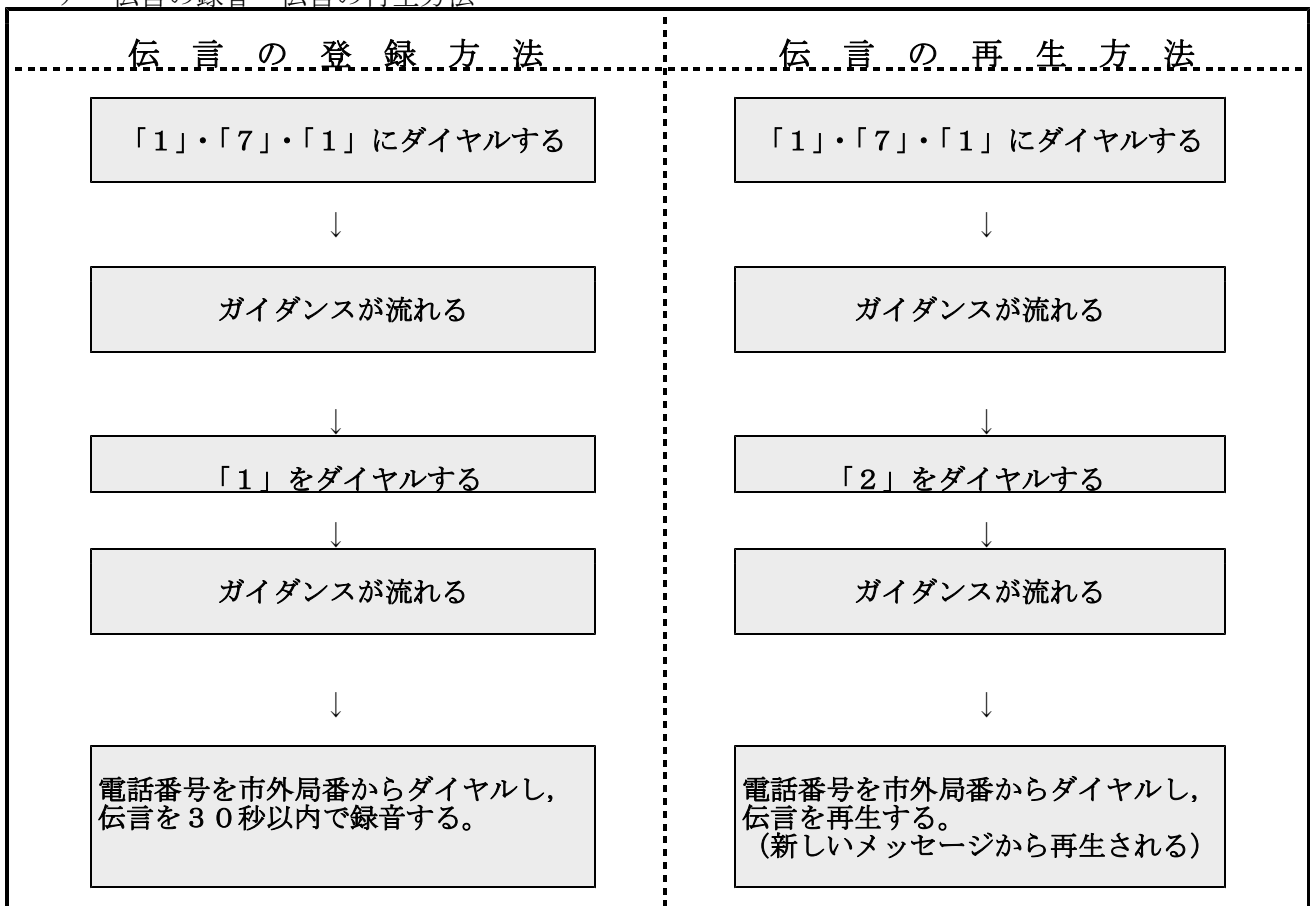 伝言の登録方法
「１」・「７」・「１」にダイヤルする
↓
ガイダンスが流れる
↓
「１」をダイヤルする
↓
ガイダンスが流れる
↓
電話番号を市外局番からダイヤルし，
伝言を３０秒以内で録音する。
伝言の再生方法
「１」・「７」・「１」にダイヤルする
↓
ガイダンスが流れる
↓
「２」をダイヤルする
↓
ガイダンスが流れる
↓
電話番号を市外局番からダイヤルし，
伝言を再生する。
（新しいメッセージから再生される）